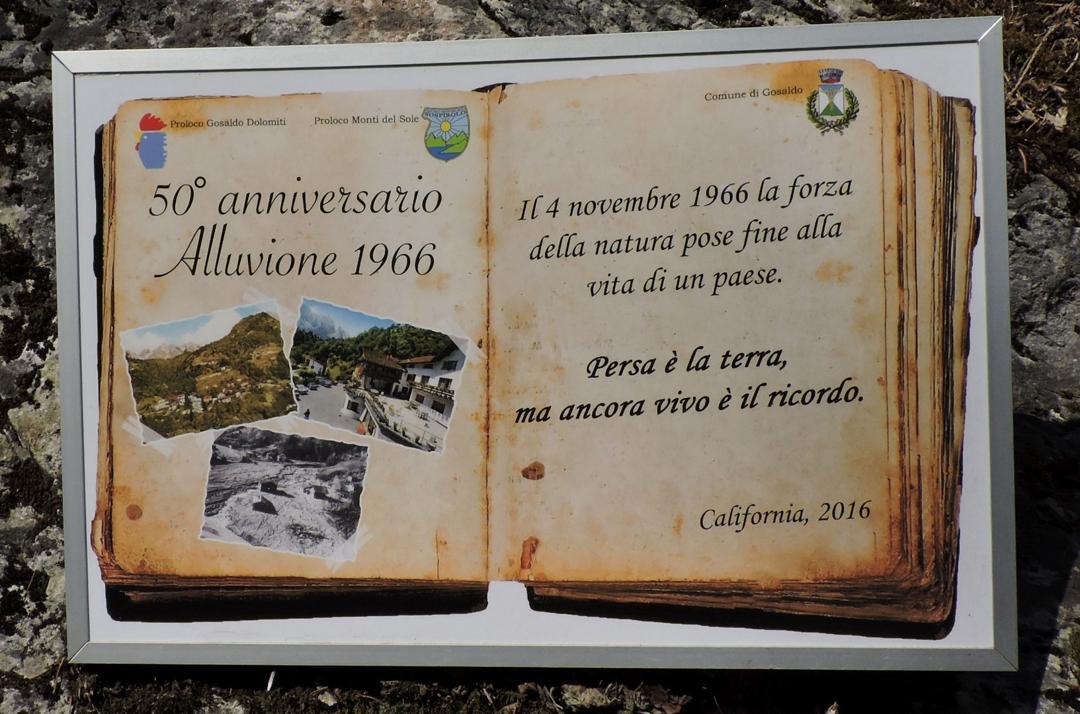 Proloco Gosaldo Dolomiti
Proloco Monti del Sole
SOSPIROLO
50° anniversario
Alluvione 1966
Comune di Gosaldo
Il 4 novembre 1966 la forza
della natura pose fine alla
vita di un paese.
Persa è la terra,
ma ancora vivo è il ricordo.
California, 2016